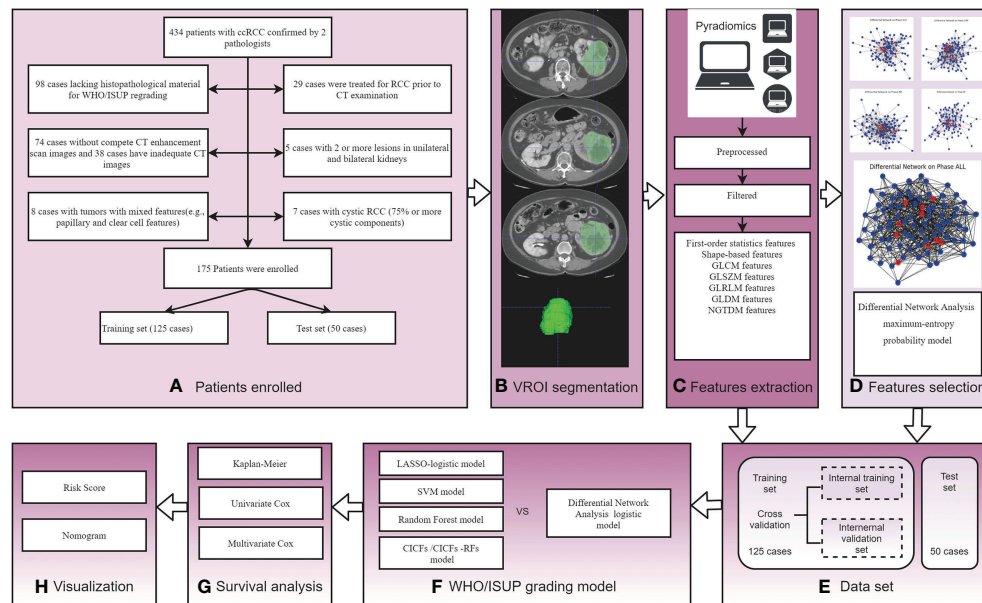 434 patients with ccRCC confirmed by 2
pathologists
98 cases lacking histopathological material
for WHO/ISUP regrading
29 cases were treated for RCC prior to
CT examination
74 cases without compete CT enhancement
scan images and 38 cases have inadequate CT
images
5 cases with 2 or more lesions in unilateral
and bilateral kidneys
8 cases with tumors with mixed features(e.g.,
papillary and clear cell features)
7 cases with cystic RCC (75% or more
cystic components)
175 Patients were enrolled
Training set (125 cases)
Test set (50 cases)
A Patients enrolled
B VROI segmentation
Pyradiomics
Preprocessed
Filtered
First-order statistics features
Shape-based features
GLCM features
GLSZM features
GLRLM features
GLDM features
NGTDM features
C Features extraction
Differential Network on Phase ALL
Differential Network Analysis
maximum-entropy
probability model
D Features selection
Training
set
Cross
validation
125 cases
Internal training
set
Internernal
validation
set
Test
set
50 cases
E Data set
LASSO-logistic model
SVM model
Random Forest model
CICFs /CICFs -RFs
model
VS
Differential Network
Analysis logistic
model
F WHO/ISUP grading model
Kaplan-Meier
Univariate Cox
Multivariate Cox
G Survival analysis
Risk Score
Nomogram
H Visualization